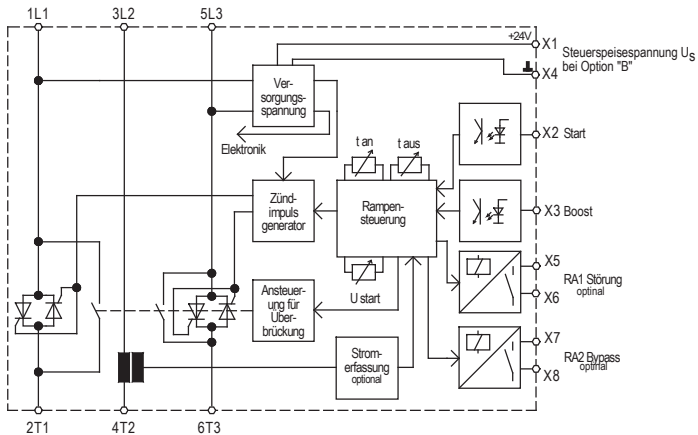 1L1
3L2
5L3
+24V
X1
X4
Steuerspeisespannung US
bei Option "B"
Ver-
sorgungs-
spannung
Elektronik
X2 Start
t an
t aus
Zünd-
impuls
generator
Rampen-
steuerung
X3 Boost
U start
X5
X6
RA1 Störung
optinal
Ansteuer-
ung für
Über-
brückung
Strom-
erfassung
optional
X7
X8
RA2 Bypass
optinal
2T1
4T2
6T3